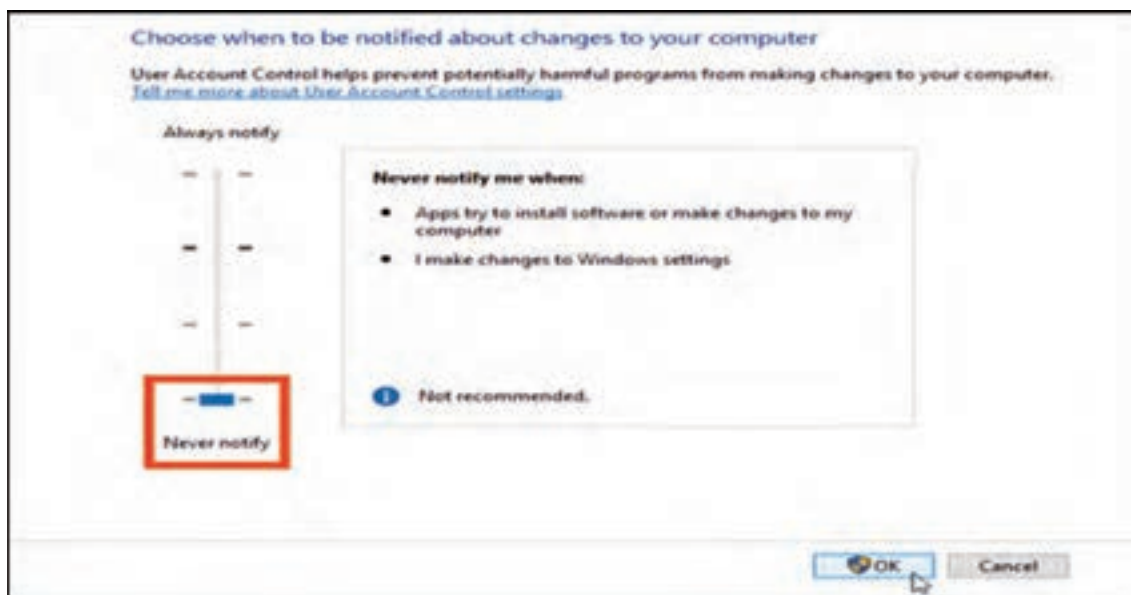 Choose when to be notified about changes to your computer
User Account Control helps prevent potentially harmful programs from making changes to your computer.
Tell me more about User Account Control settings
Always notify
Never notify me when:
• Apps try to install software or make changes to my
computer
• I make changes to Windows settings
Not recommended.
Never notify
OK
Cancel